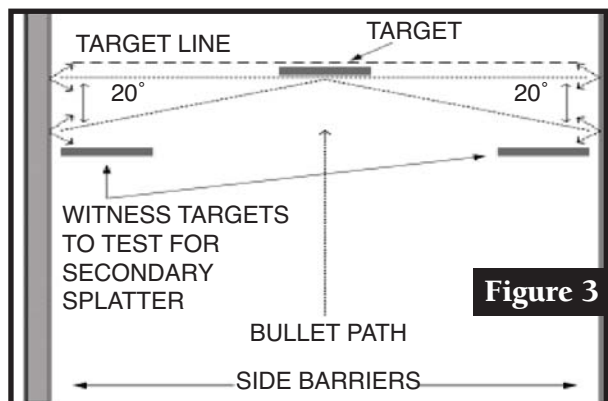 TARGET LINE
TARGET
20°
20°
WITNESS TARGETS
TO TEST FOR
SECONDARY
SPLATTER
Figure 3
BULLET PATH
SIDE BARRIERS